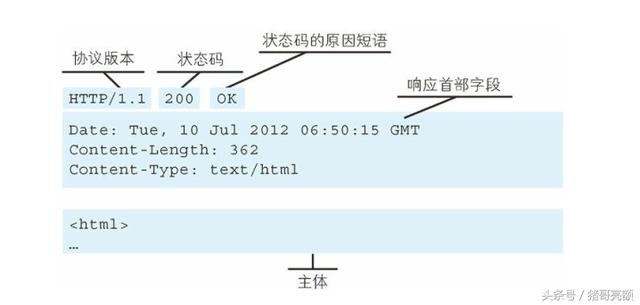 状态码的原因短语
协议版本 状态码
HTTP/1.1 200 OK
响应首部字段
Date: Tue, 10 Jul 2012 06:50:15 GMT
Content-Length: 362
Content-Type: text/html
<html>
…
主体
头条号 / 猪哥亮额